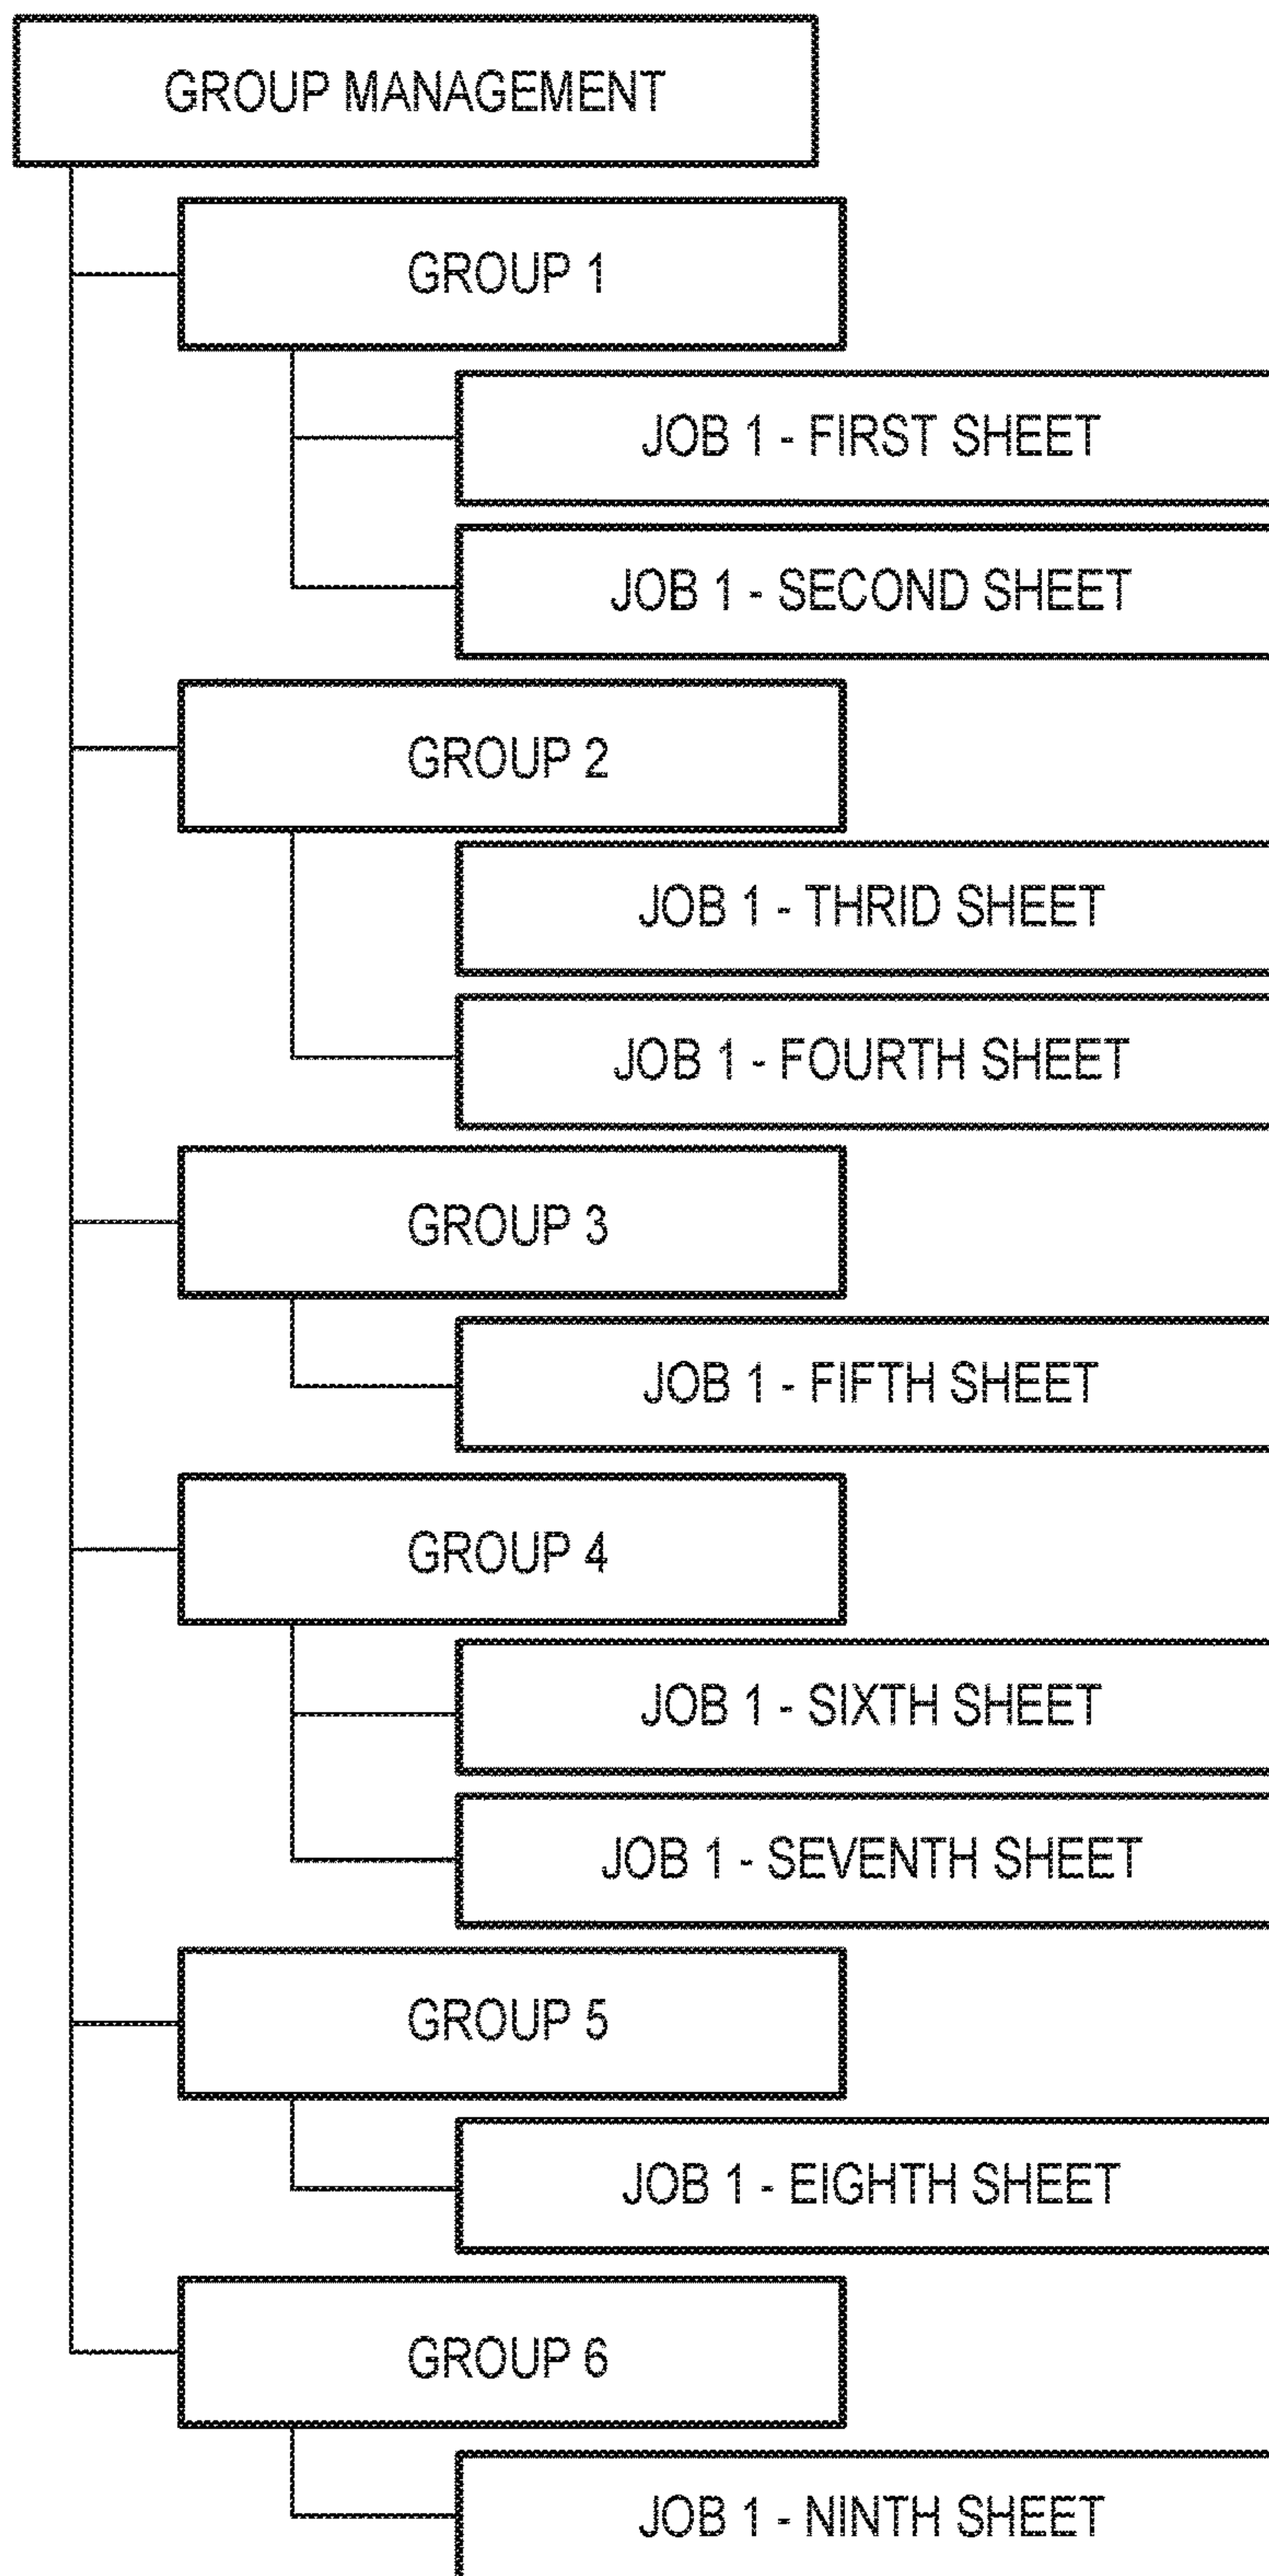 GROUP MANAGEMENT
GROUP 1
JOB 1 - FIRST SHEET
JOB 1 - SECOND SHEET
GROUP 2
JOB 1 - THRID SHEET
JOB 1 - FOURTH SHEET
GROUP 3
JOB 1 - FIFTH SHEET
GROUP 4
JOB 1 - SIXTH SHEET
JOB 1 - SEVENTH SHEET
GROUP 5
JOB 1 - EIGHTH SHEET
GROUP 6
JOB 1 - NINTH SHEET